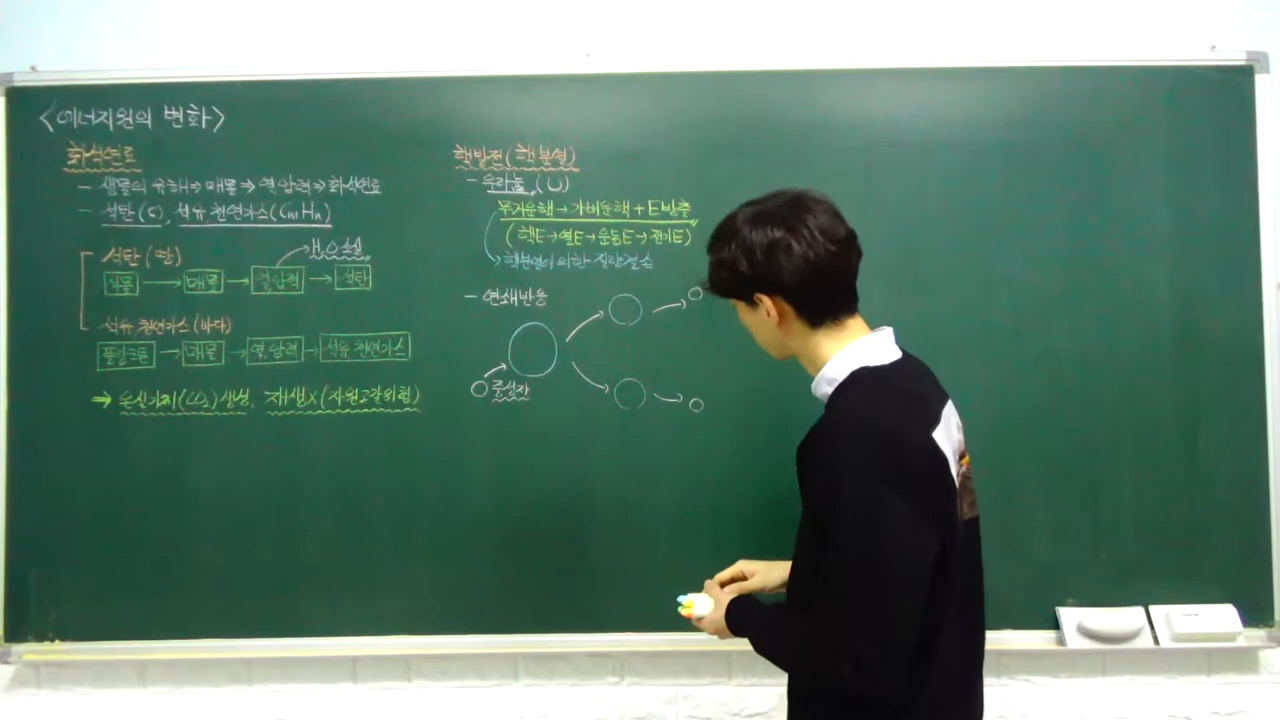 <에너지원의 변화>
화석연료
- 생물의 유해⇒매몰⇒열,압력⇒화석연료
- 석탄(C), 석유 천연가스(CmHn)
석탄(땅)
H,O 손실
식물 → 매몰 → 열,압력 → 석탄
석유 천연가스(바다)
플랑크톤 → 매몰 → 열,압력 → 석유 천연가스
⇒ 온실기체(CO₂)생성, 재생X(자원고갈위험)
핵발전(핵분열)
- 우라늄,(U)
무거운핵→가벼운핵+E방출
(핵E→열E→운동E→전기E)
→핵분열에 의한 질량결손
- 연쇄반응
중성자